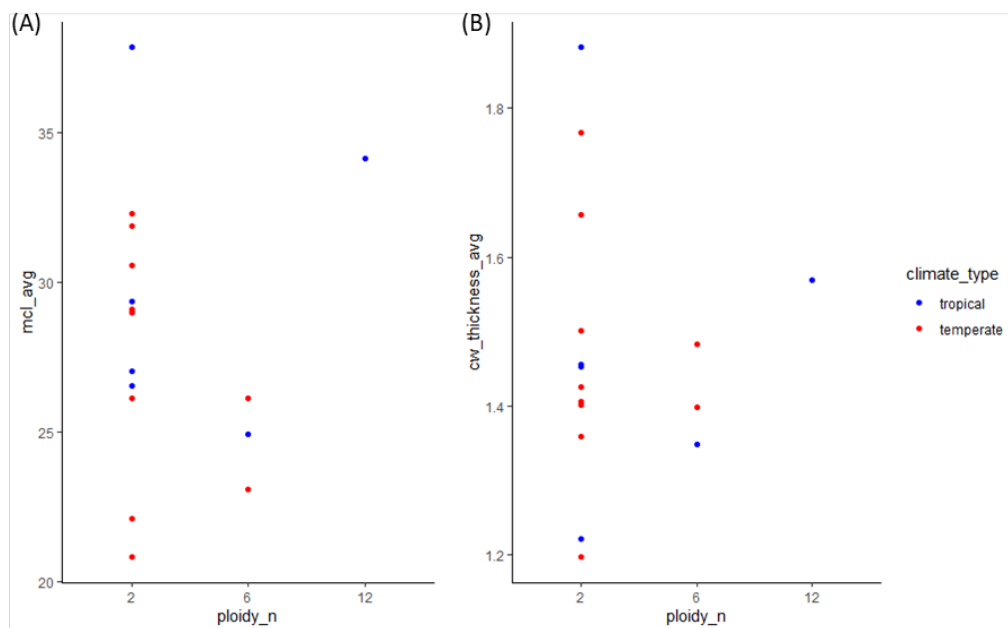 (A)
mcl_avg
35
30
25
20
2 6 12
ploidy_n
(B)
cw_thickness_avg
1.8
1.6
1.4
1.2
2 6 12
ploidy_n
climate_type
tropical
temperate